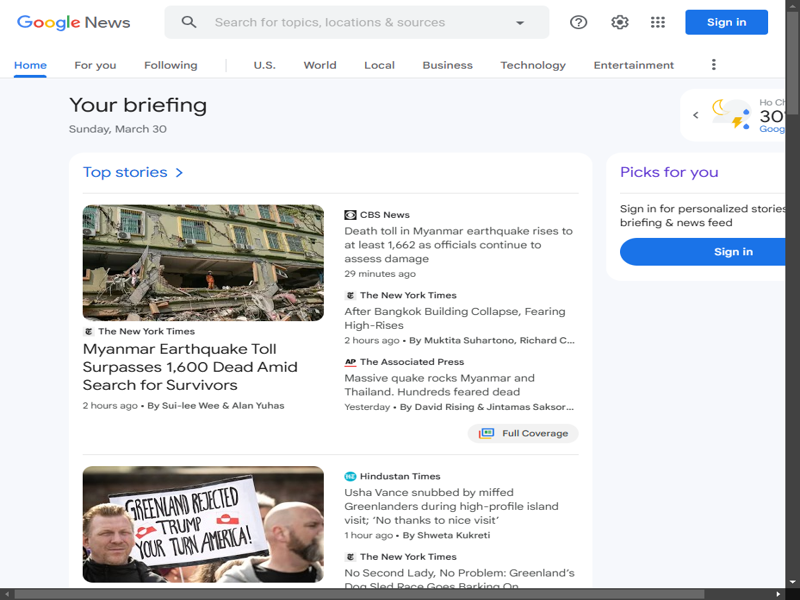 Google News
Search for topics, locations & sources
Sign in
Home
For you
Following
U.S.
World
Local
Business
Technology
Entertainment
Your briefing
Sunday, March 30
Top stories
The New York Times
Myanmar Earthquake Toll
Surpasses 1,600 Dead Amid
Search for Survivors
2 hours ago • By Sui-lee Wee & Alan Yuhas
CBS News
Death toll in Myanmar earthquake rises to
at least 1,662 as officials continue to
assess damage
29 minutes ago
The New York Times
After Bangkok Building Collapse, Fearing
High-Rises
2 hours ago • By Muktita Suhartono, Richard C...
AP The Associated Press
Massive quake rocks Myanmar and
Thailand. Hundreds feared dead
Yesterday • By David Rising & Jintamas Saksor...
Full Coverage
GREENLAND REJECTED
TRUMP
YOUR TURN AMERICA!
Hindustan Times
Usha Vance snubbed by miffed
Greenlanders during high-profile island
visit; ‘No thanks to nice visit’
1 hour ago • By Shweta Kukreti
The New York Times
No Second Lady, No Problem: Greenland’s
Dog Sled Race Goes Barking On
Ho Ch
30°
Goog
Picks for you
Sign in for personalized stories
briefing & news feed
Sign in